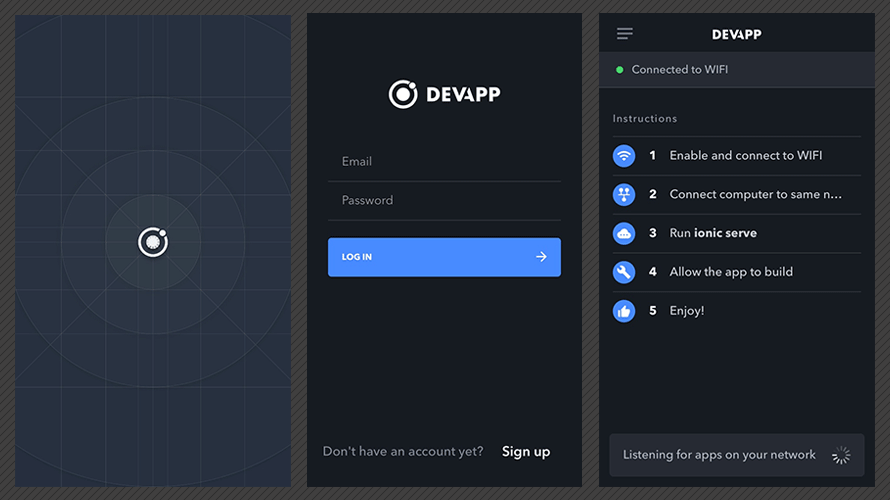 DEVAPP
Email
Password
LOG IN
Don't have an account yet? Sign up
DEVAPP
Connected to WIFI
Instructions
1 Enable and connect to WIFI
2 Connect computer to same n...
3 Run ionic serve
4 Allow the app to build
5 Enjoy!
Listening for apps on your network